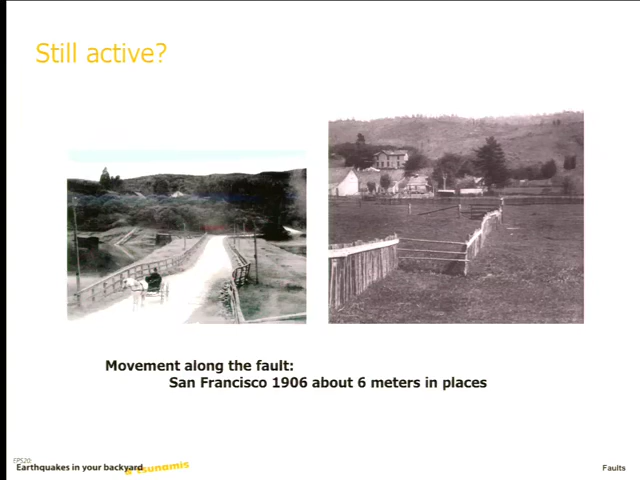 Still active?
Movement along the fault:
San Francisco 1906 about 6 meters in places
EPS20:
Earthquakes in your backyard
& tsunamis
Faults